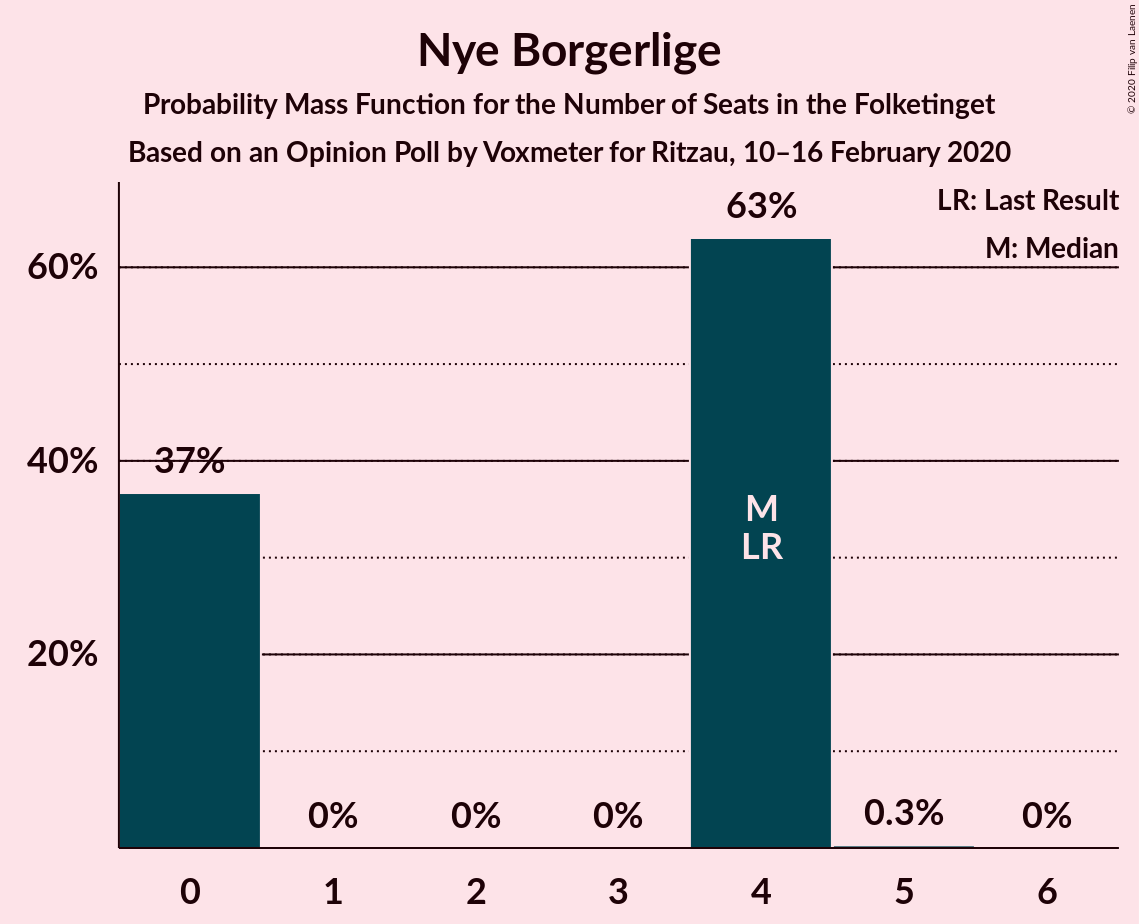 Nye Borgerlige
Probability Mass Function for the Number of Seats in the Folketinget
Based on an Opinion Poll by Voxmeter for Ritzau, 10–16 February 2020
© 2020 Filip van Laenen
LR: Last Result
M: Median
63%
60%
40%
37%
20%
M
LR
0%
0%
0%
0.3%
0%
0
1
2
3
4
5
6